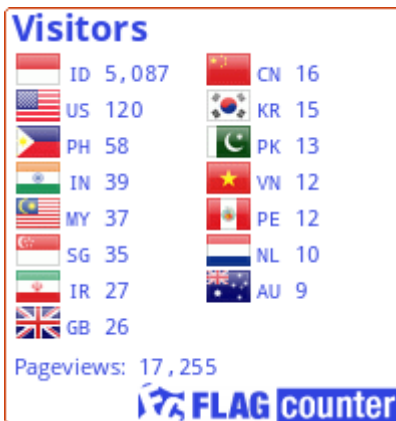 Visitors
ID 5,087
US 120
PH 58
IN 39
MY 37
SG 35
IR 27
GB 26
CN 16
KR 15
PK 13
VN 12
PE 12
NL 10
AU 9
Pageviews: 17,255
FLAG counter